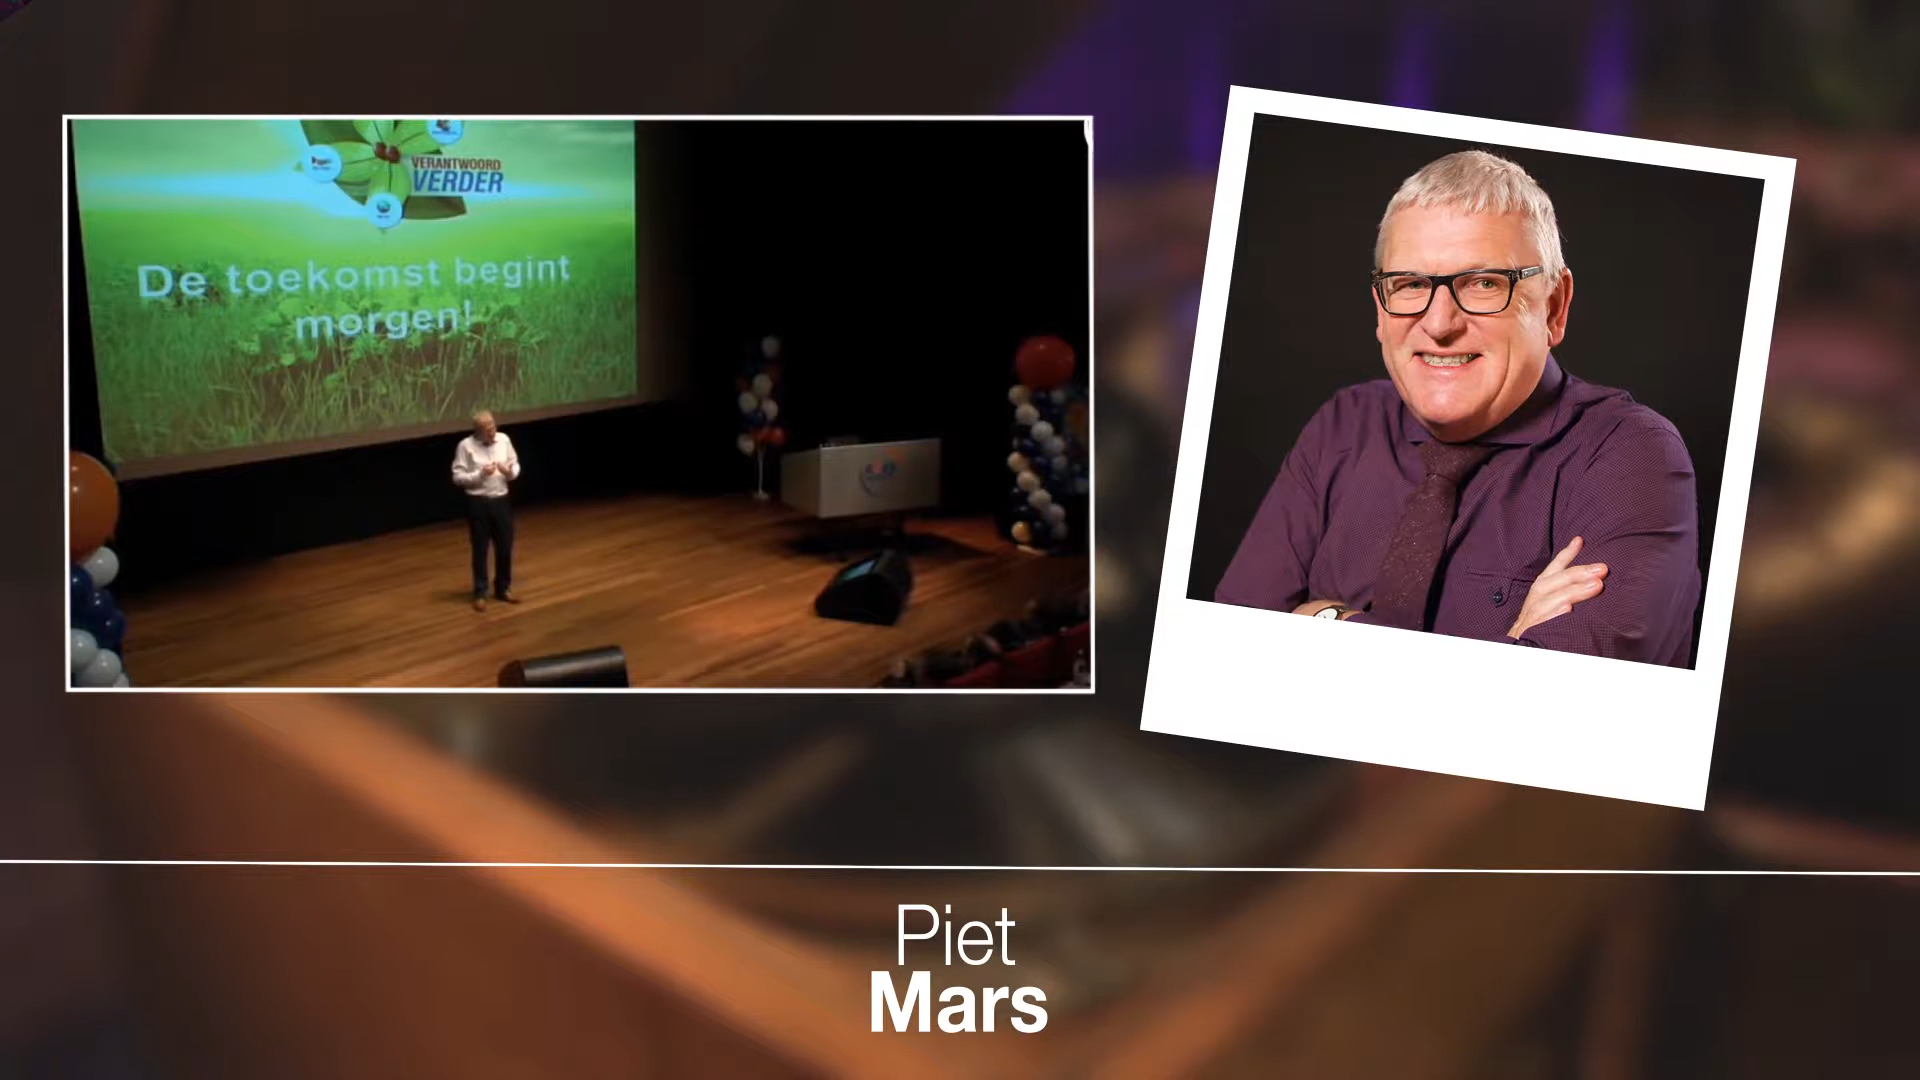 VERANTWOORD
VERDER
De toekomst begint
morgen!
Piet
Mars